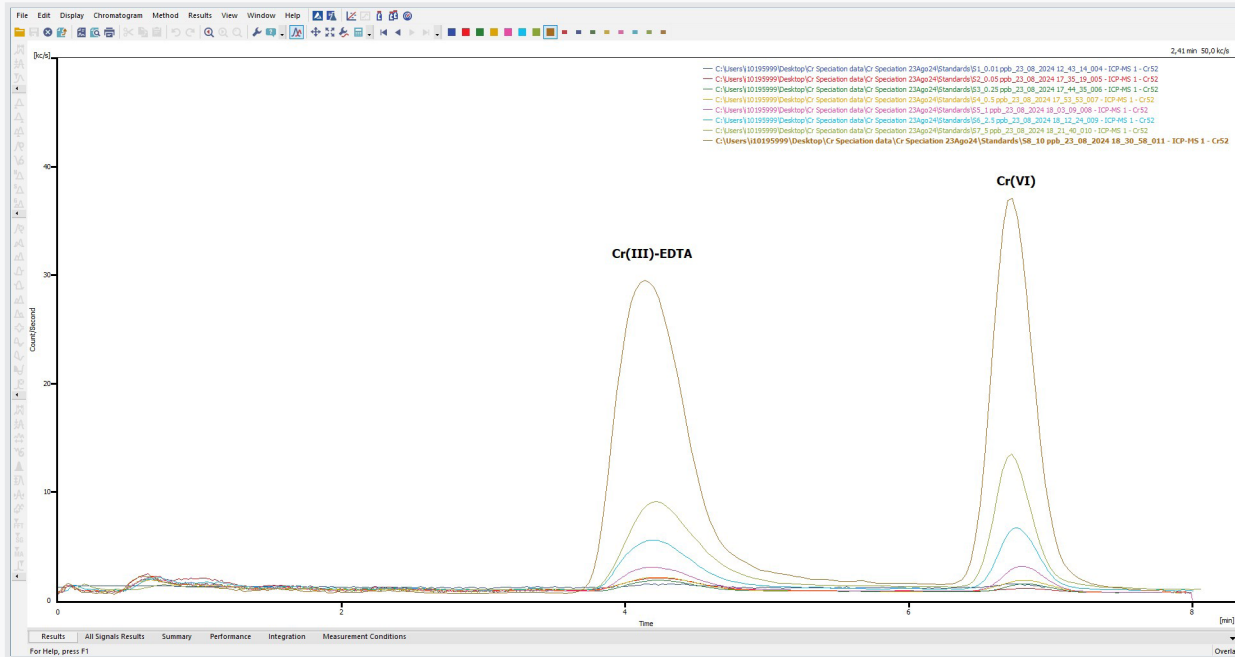 File Edit Display Chromatogram Method Results View Window Help
2,41 min 50,0 kc/s
[kc/s]
C:\Users\i10195999\Desktop\Cr Speciation data\Cr Speciation 23Ago24\Standards\S1_0.01 ppb_23_08_2024 12_43_14_004 - ICP-MS 1 - Cr52
C:\Users\i10195999\Desktop\Cr Speciation data\Cr Speciation 23Ago24\Standards\S2_0.05 ppb_23_08_2024 17_35_19_005 - ICP-MS 1 - Cr52
C:\Users\i10195999\Desktop\Cr Speciation data\Cr Speciation 23Ago24\Standards\S3_0.25 ppb_23_08_2024 17_44_35_006 - ICP-MS 1 - Cr52
C:\Users\i10195999\Desktop\Cr Speciation data\Cr Speciation 23Ago24\Standards\S4_0.5 ppb_23_08_2024 17_53_53_007 - ICP-MS 1 - Cr52
C:\Users\i10195999\Desktop\Cr Speciation data\Cr Speciation 23Ago24\Standards\S5_1 ppb_23_08_2024 18_03_09_008 - ICP-MS 1 - Cr52
C:\Users\i10195999\Desktop\Cr Speciation data\Cr Speciation 23Ago24\Standards\S6_2.5 ppb_23_08_2024 18_12_24_009 - ICP-MS 1 - Cr52
C:\Users\i10195999\Desktop\Cr Speciation data\Cr Speciation 23Ago24\Standards\S7_5 ppb_23_08_2024 18_21_40_010 - ICP-MS 1 - Cr52
C:\Users\i10195999\Desktop\Cr Speciation data\Cr Speciation 23Ago24\Standards\S8_10 ppb_23_08_2024 18_30_58_011 - ICP-MS 1 - Cr52
40
Cr(VI)
Cr(III)-EDTA
30
Count/Second
20
10
0
0 2 4 6 8
Time
[min]
Results All Signals Results Summary Performance Integration Measurement Conditions
For Help, press F1